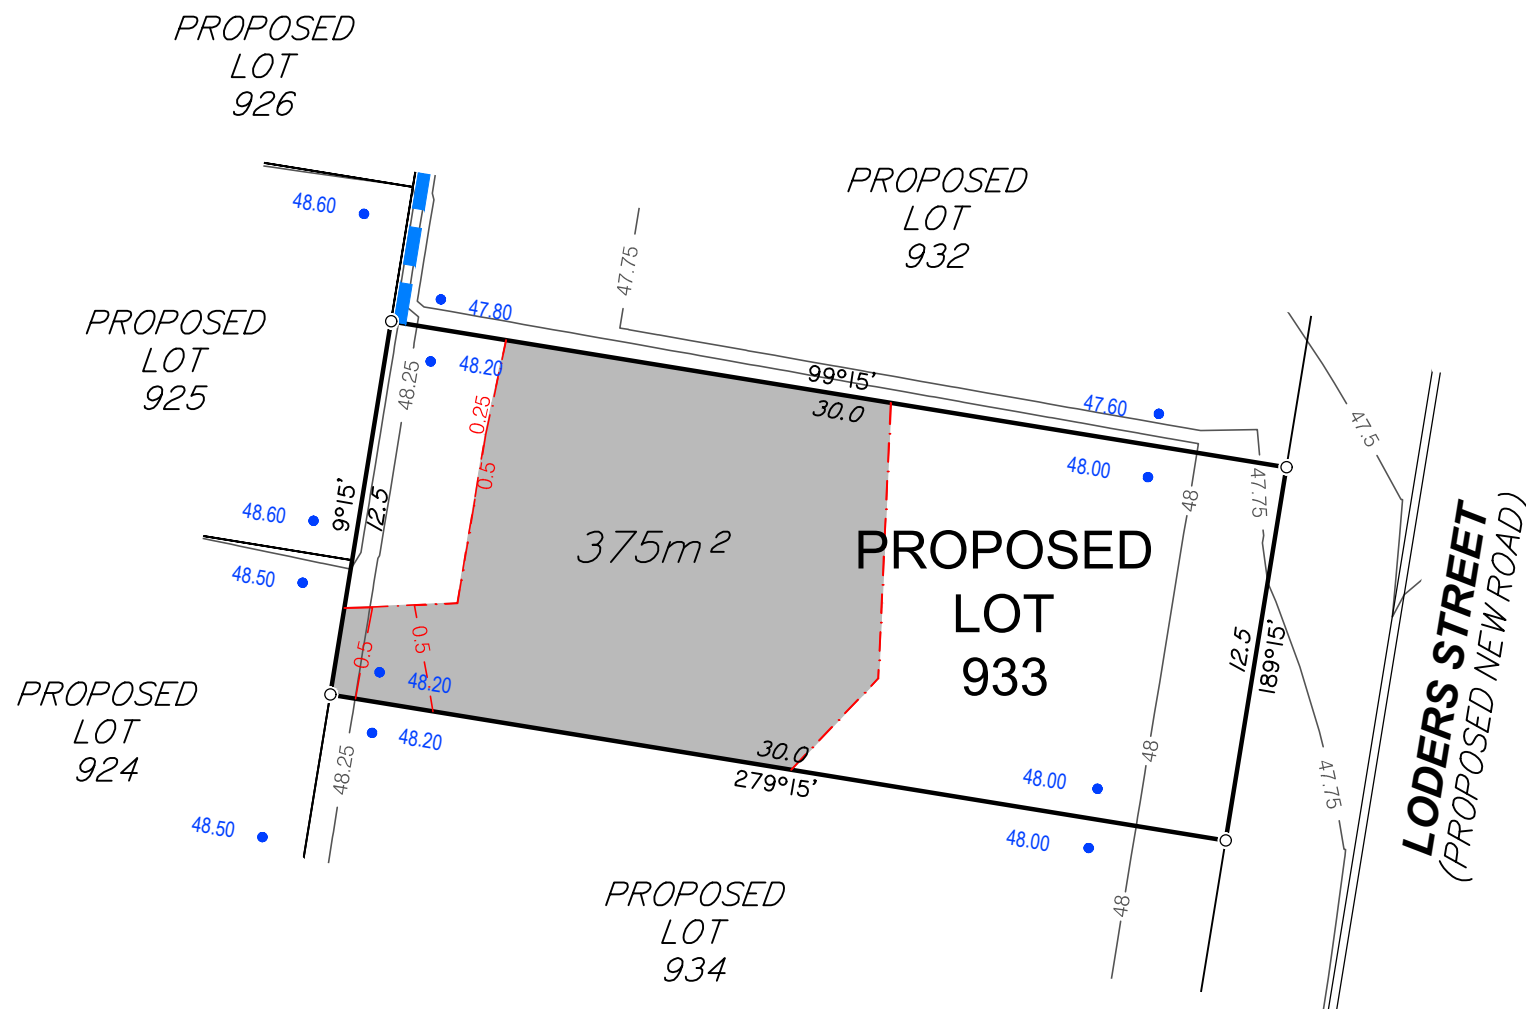 PROPOSED
LOT
926
48.60
PROPOSED
LOT
932
47.75
47.80
48.20
PROPOSED
LOT
925
48.25
99°15'
30.0
47.60
47.5
0.25
0.5
48.00
47.75
48
9°15'
12.5
48.60
48.50
375m²
PROPOSED
LOT
933
LODERS STREET
(PROPOSED NEW ROAD)
0.5
0.5
48.20
12.5
189°15'
PROPOSED
LOT
924
48.20
48.25
30.0
279°15'
48.00
48
47.75
48.50
48.00
48
PROPOSED
LOT
934